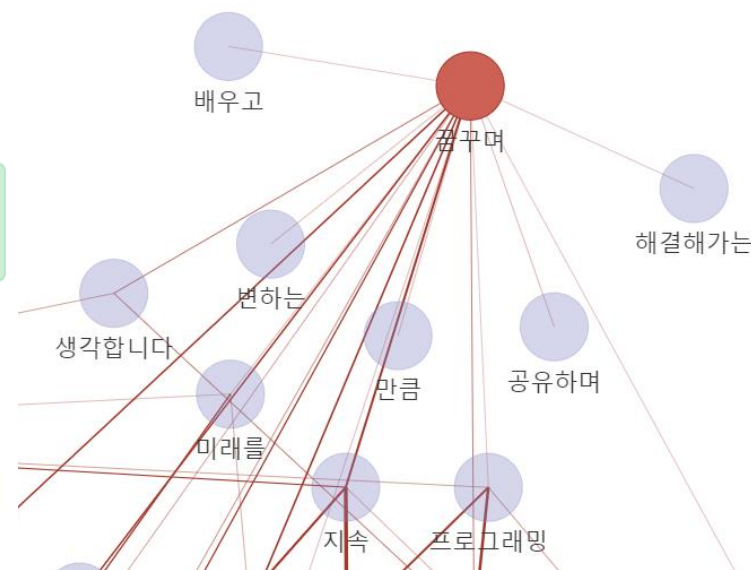 배우고
꿈꾸며
해결해가는
변하는
생각합니다
만큼
공유하며
미래를
지속
프로그래밍